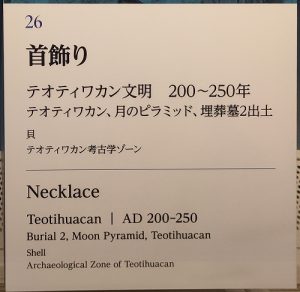 26
首飾り
テオティワカン文明　200～250年
テオティワカン、月のピラミッド、埋葬墓2出土
貝
テオティワカン考古学ゾーン
Necklace
Teotihuacan | AD 200–250
Burial 2, Moon Pyramid, Teotihuacan
Shell
Archaeological Zone of Teotihuacan